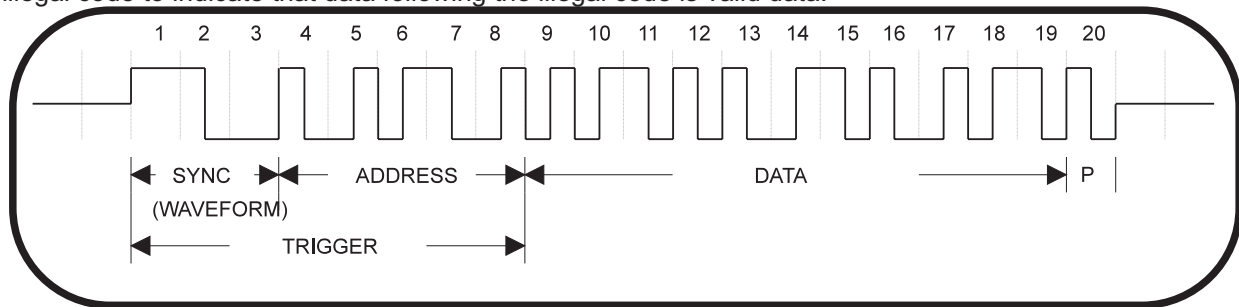 illegal code to indicate that data following the illegal code is valid data.
1 2 3 4 5 6 7 8 9 10 11 12 13 14 15 16 17 18 19 20
SYNC ADDRESS DATA P
(WAVEFORM)
TRIGGER